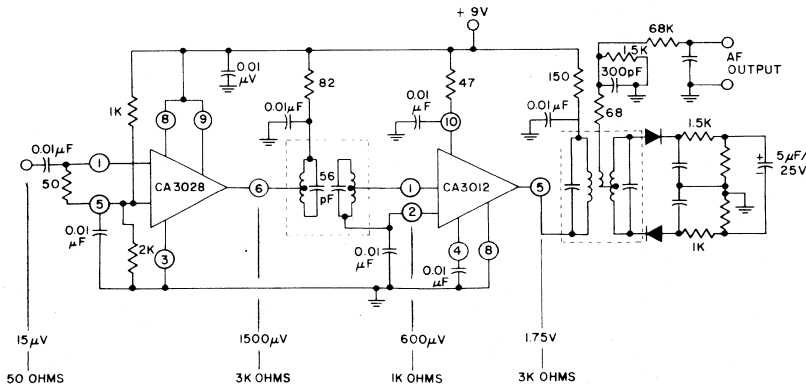 + 9V
68K
1.5K
AF
OUTPUT
300pF
0.01
μV
82
47
150
68
1K
0.01μF
0.01
μF
0.01μF
8
9
10
1.5K
0.01μF
50
1
5
CA3028
6
56
pF
1
2
CA3012
5
5μF/
25V
+
0.01
μF
2K
3
0.01
μF
4
8
0.01
μF
1K
15μV
1500μV
600μV
1.75V
50 OHMS
3K OHMS
1K OHMS
3K OHMS